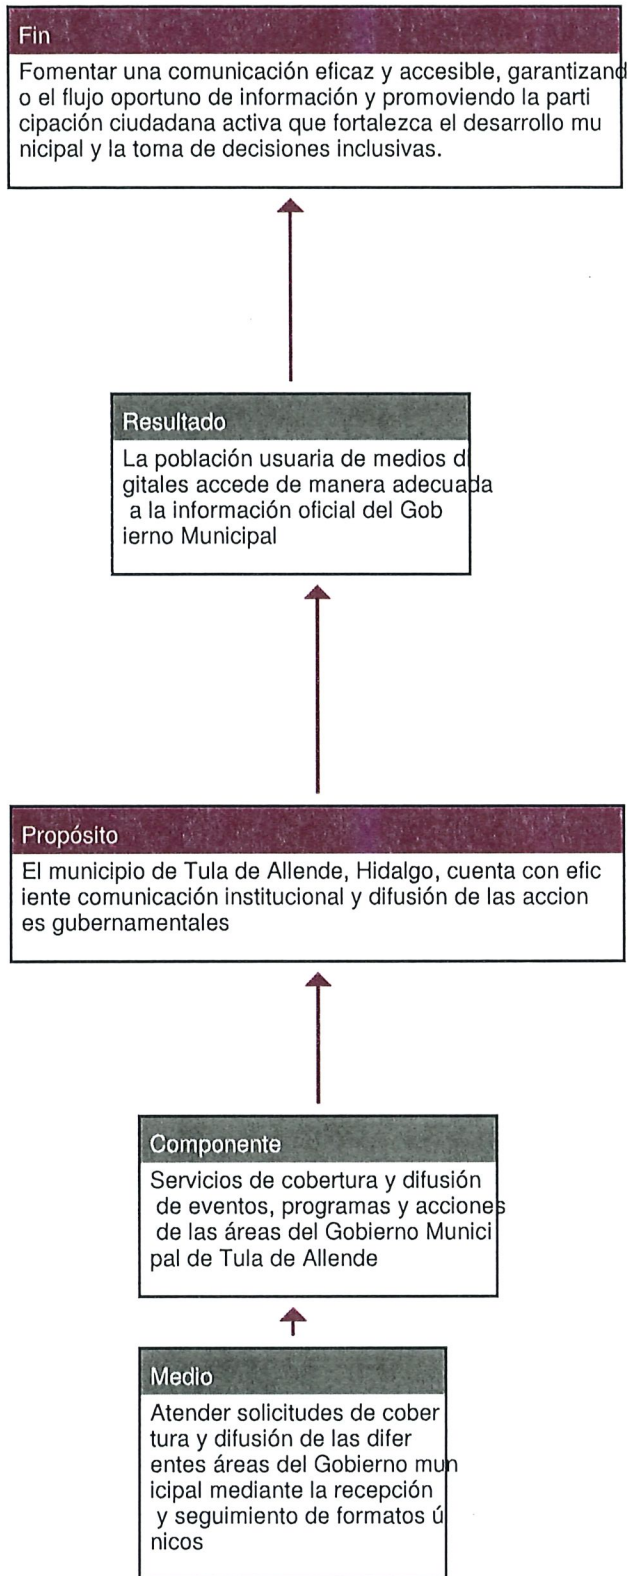 Fin
Fomentar una comunicación eficaz y accesible, garantizand
o el flujo oportuno de información y promoviendo la parti
cipación ciudadana activa que fortalezca el desarrollo mu
nicipal y la toma de decisiones inclusivas.
Resultado
La población usuaria de medios di
gitales accede de manera adecuada
a la información oficial del Gob
ierno Municipal
Propósito
El municipio de Tula de Allende, Hidalgo, cuenta con efic
iente comunicación institucional y difusión de las accion
es gubernamentales
Componente
Servicios de cobertura y difusión
de eventos, programas y acciones
de las áreas del Gobierno Munici
pal de Tula de Allende
Medio
Atender solicitudes de cober
tura y difusión de las difer
entes áreas del Gobierno mun
icipal mediante la recepción
y seguimiento de formatos ú
nicos